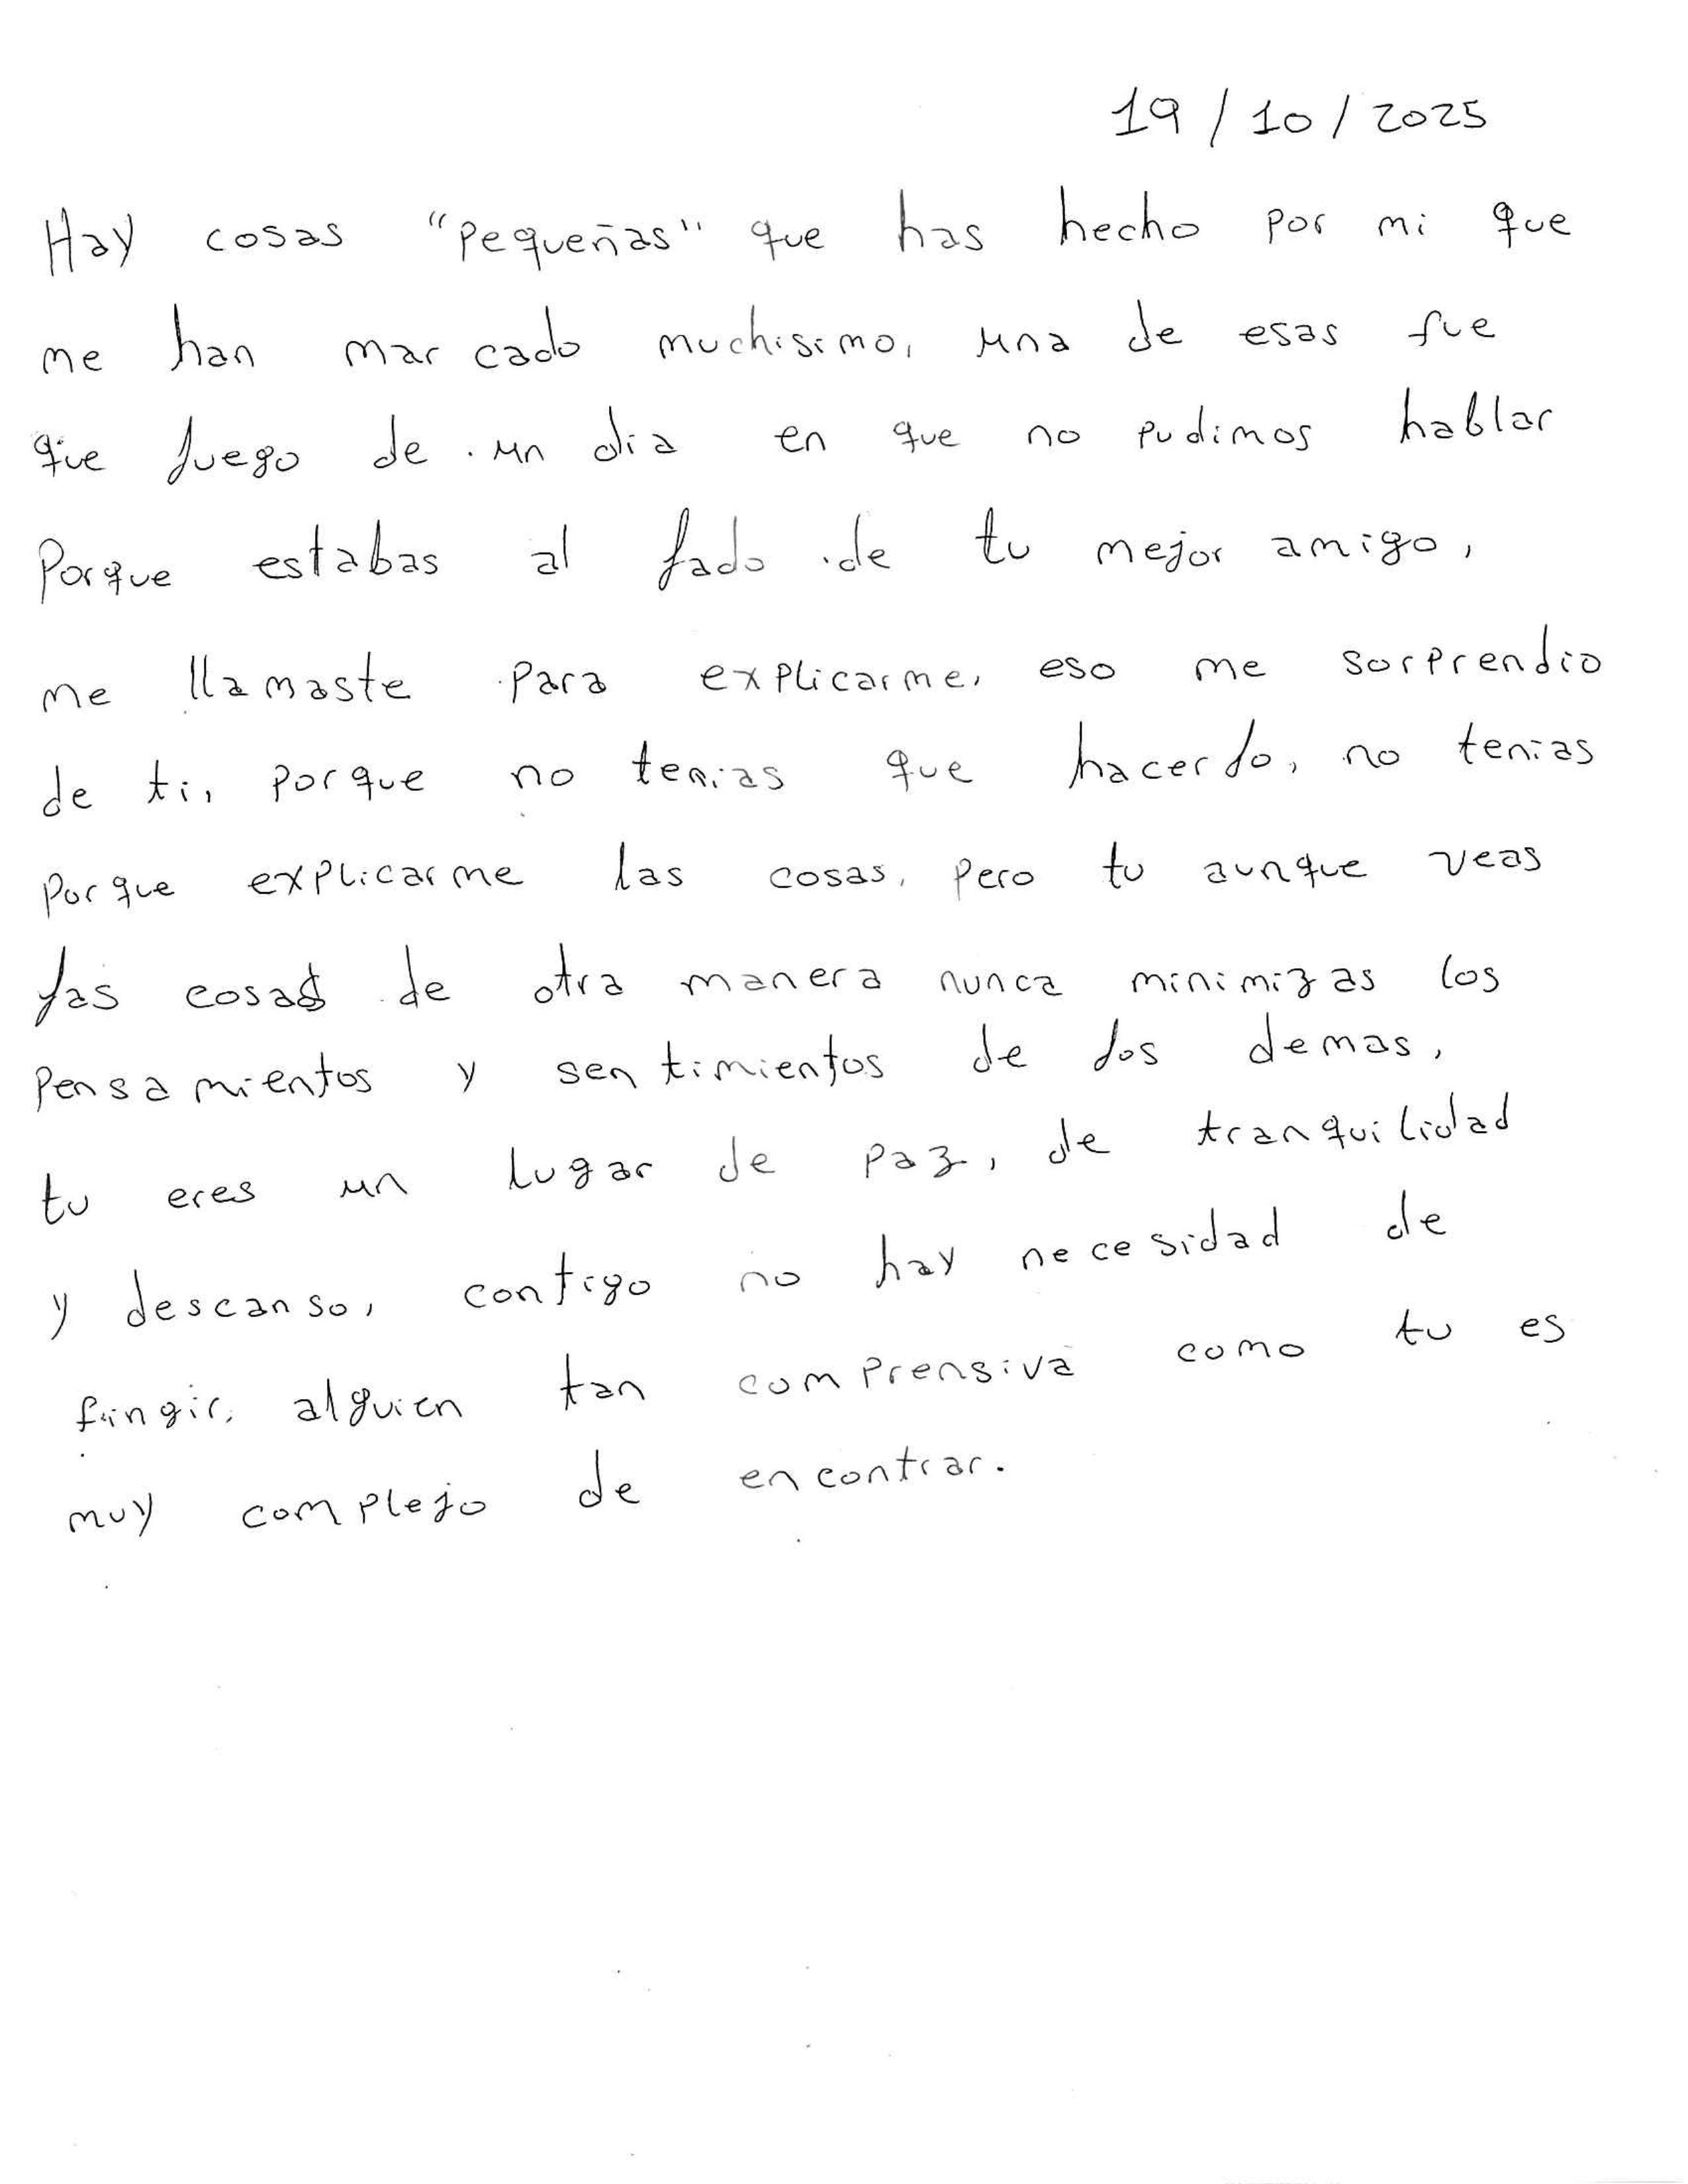 19/10/2025
Hay cosas "pequeñas" que has hecho por mi que
me han marcado muchisimo, una de esas fue
que luego de un dia en que no pudimos hablar
porque estabas al lado de tu mejor amigo,
me llamaste para explicarme, eso me sorprendio
de ti, porque no tenias que hacerlo, no tenias
porque explicarme las cosas, pero tu aunque veas
las cosas de otra manera nunca minimizas los
pensamientos y sentimientos de los demas,
tu eres un lugar de paz, de tranquilidad
y descanso, contigo no hay necesidad de
fingir, alguien tan comprensiva como tu es
muy complejo de encontrar.